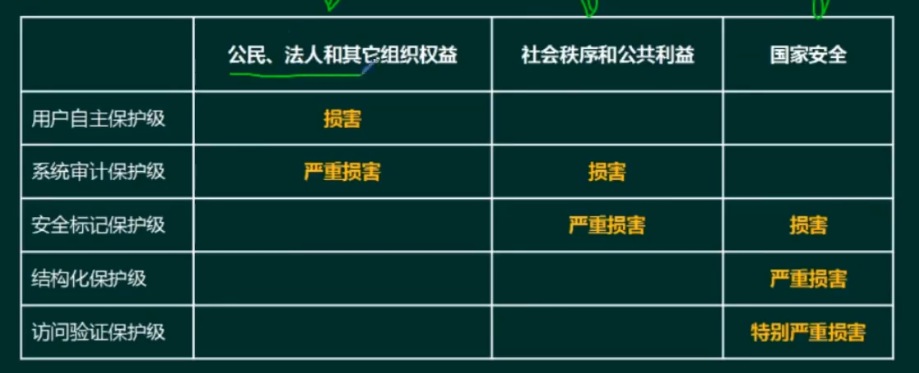 公民、法人和其它组织权益 社会秩序和公共利益 国家安全
用户自主保护级 损害
系统审计保护级 严重损害 损害
安全标记保护级 严重损害 损害
结构化保护级 严重损害
访问验证保护级 特别严重损害